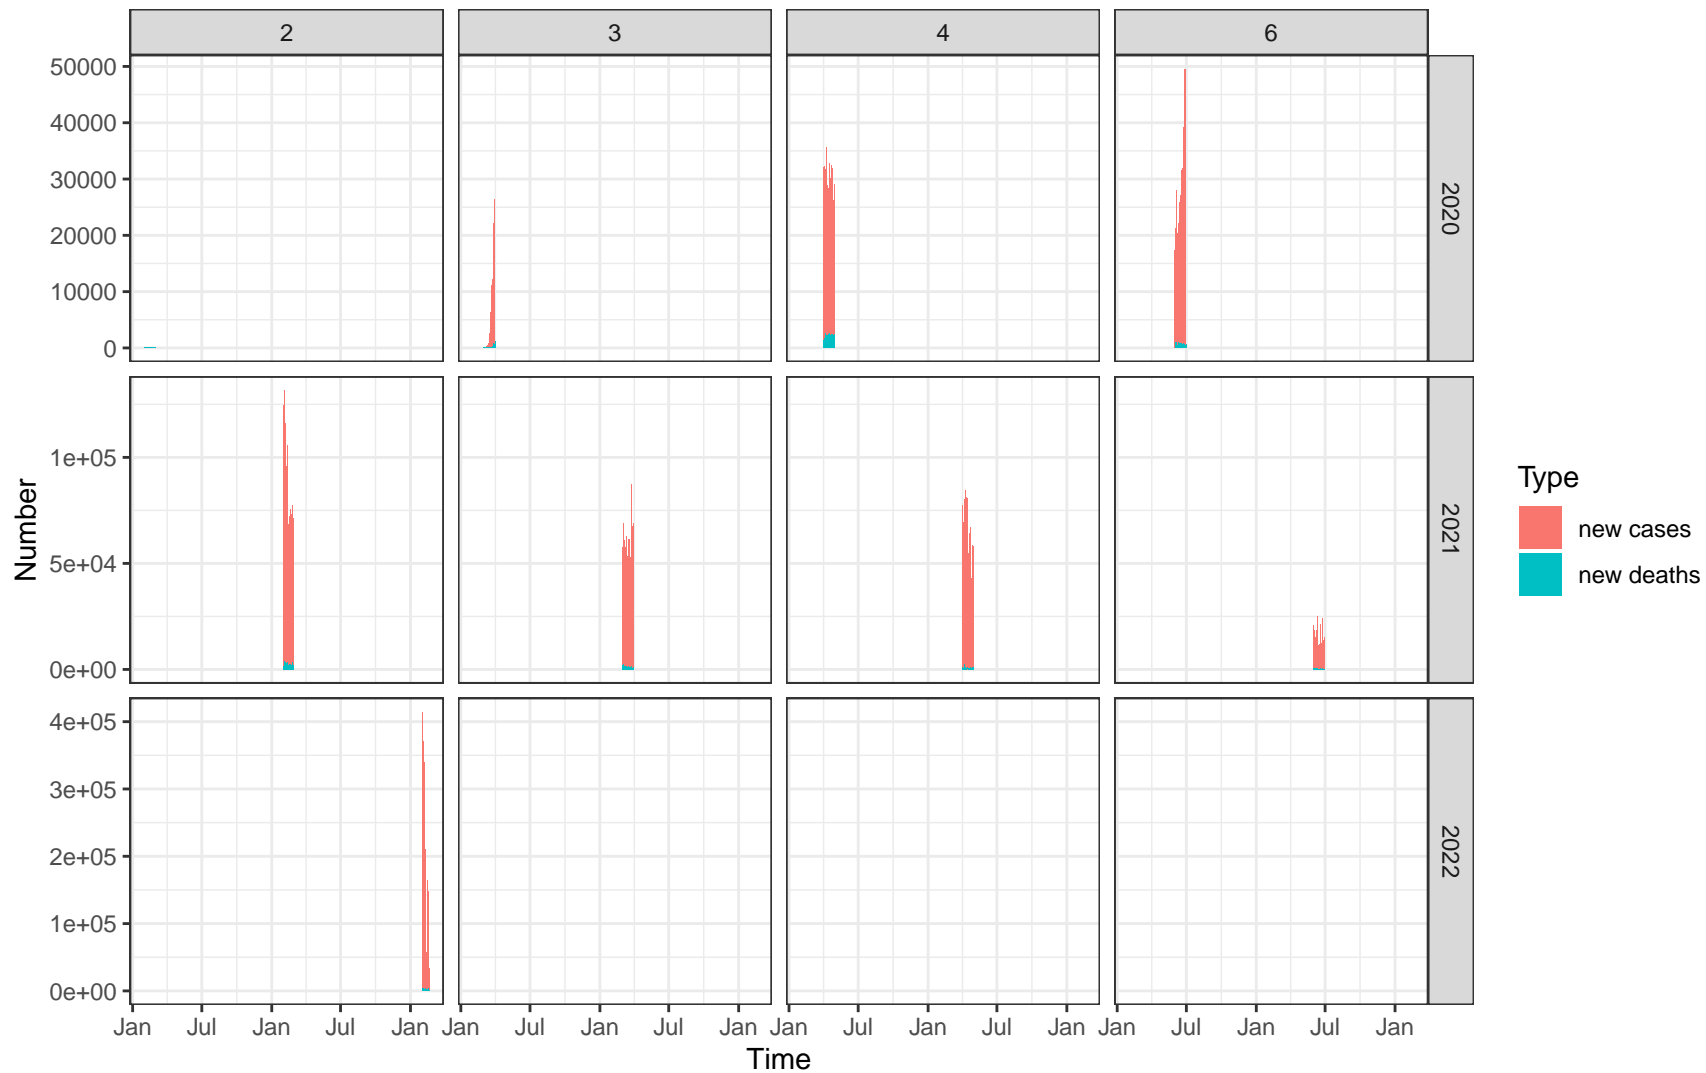 2 3 4 6
50000
40000
30000
20000
10000
0
2020
1e+05
5e+04
0e+00
2021
4e+05
3e+05
2e+05
1e+05
0e+00
2022
Number
Jan Jul Jan Jul Jan Jan Jul Jan Jul Jan Jan Jul Jan Jul Jan Jan Jul Jan Jul Jan
Time
Type
new cases
new deaths